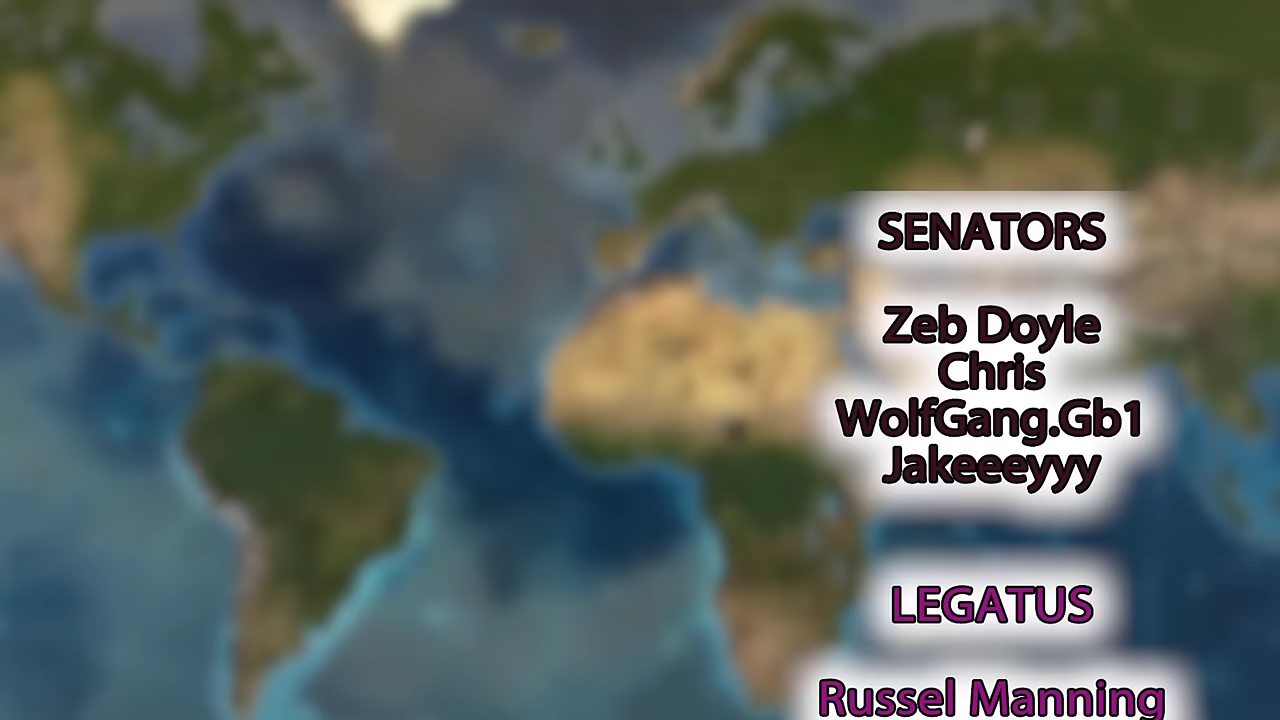 SENATORS
Zeb Doyle
Chris
WolfGang.Gb1
Jakeeeyyy
LEGATUS
Russel Manning